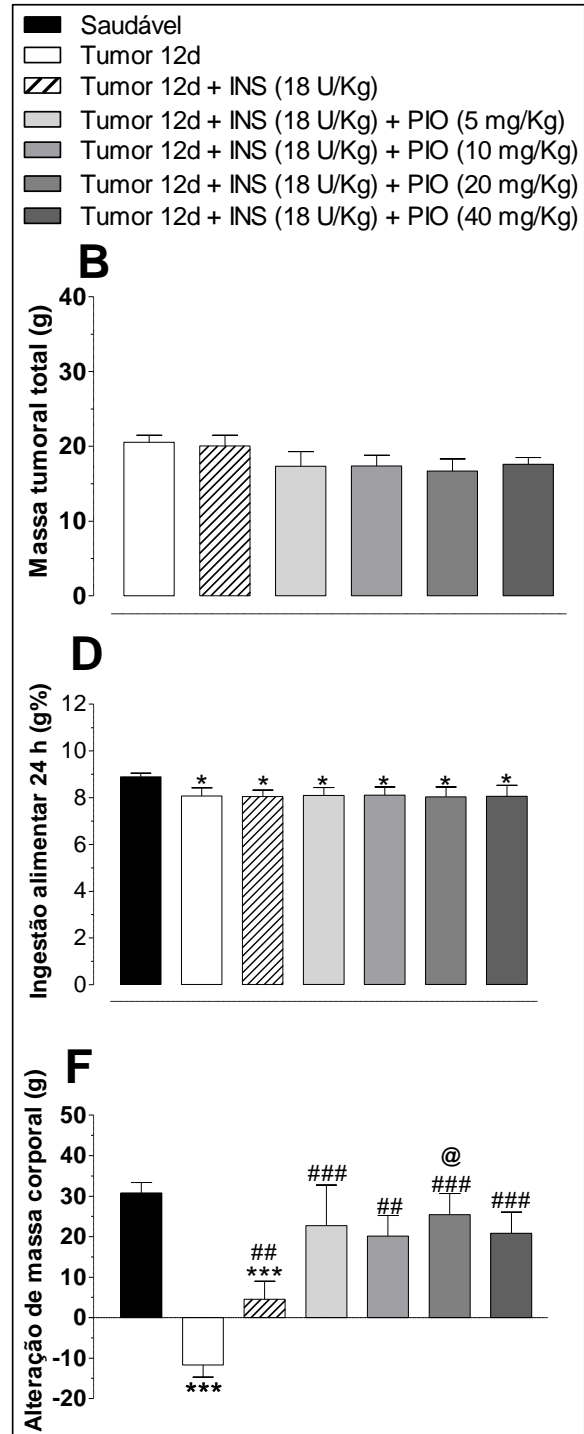 Saudável
Tumor 12d
Tumor 12d + INS (18 U/Kg)
Tumor 12d + INS (18 U/Kg) + PIO (5 mg/Kg)
Tumor 12d + INS (18 U/Kg) + PIO (10 mg/Kg)
Tumor 12d + INS (18 U/Kg) + PIO (20 mg/Kg)
Tumor 12d + INS (18 U/Kg) + PIO (40 mg/Kg)
B
Massa tumoral total (g)
40
30
20
10
0
D
Ingestão alimentar 24 h (g%)
12
10
8
6
4
2
0
* * * * * *
F
Alteração de massa corporal (g)
50
40
30
20
10
0
-10
-20
***
##
***
###
##
@
###
###